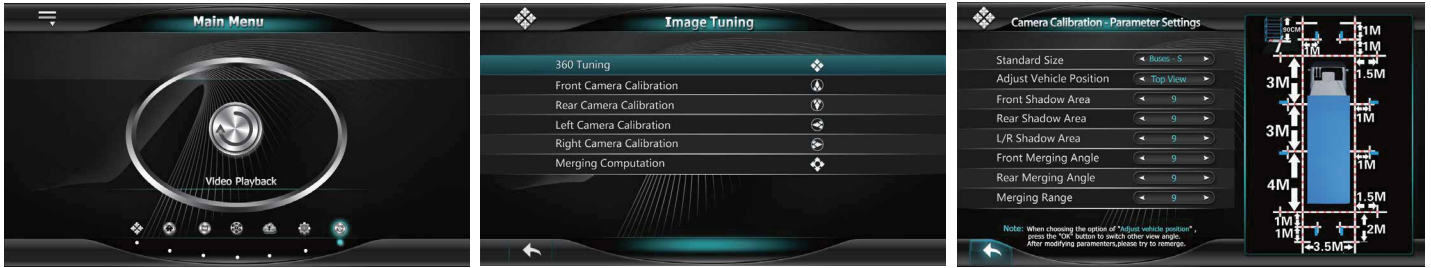 Main Menu
Video Playback
Image Tuning
360 Tuning
Front Camera Calibration
Rear Camera Calibration
Left Camera Calibration
Right Camera Calibration
Merging Computation
Camera Calibration - Parameter Settings
Standard Size Buses - S
Adjust Vehicle Position Top View
Front Shadow Area 9
Rear Shadow Area 9
L/R Shadow Area 9
Front Merging Angle 9
Rear Merging Angle 9
Merging Range 9
Note: When choosing the option of "Adjust vehicle position" ,
press the "OK" button to switch other view angle.
After modifying paramenters,please try to remerge.
90CM
1M
1M
1M
1.5M
3M
1M
3M
1M
4M
1.5M
1M
1M
2M
3.5M